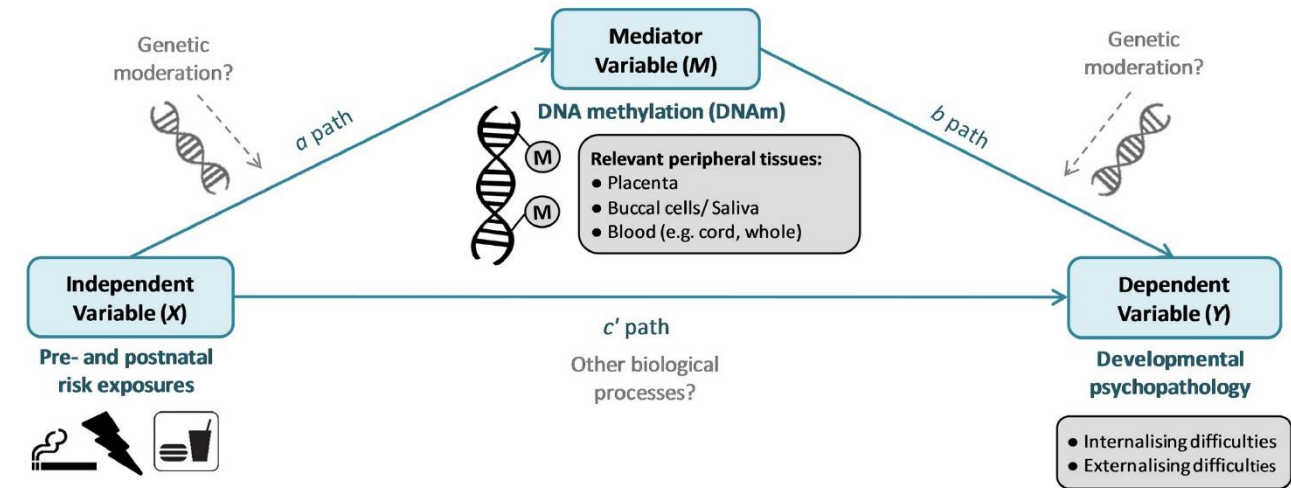 Genetic
moderation?
a path
Mediator
Variable (M)
DNA methylation (DNAm)
M
M
Relevant peripheral tissues:
● Placenta
● Buccal cells/ Saliva
● Blood (e.g. cord, whole)
b path
Genetic
moderation?
Independent
Variable (X)
Pre- and postnatal
risk exposures
c' path
Other biological
processes?
Dependent
Variable (Y)
Developmental
psychopathology
● Internalising difficulties
● Externalising difficulties